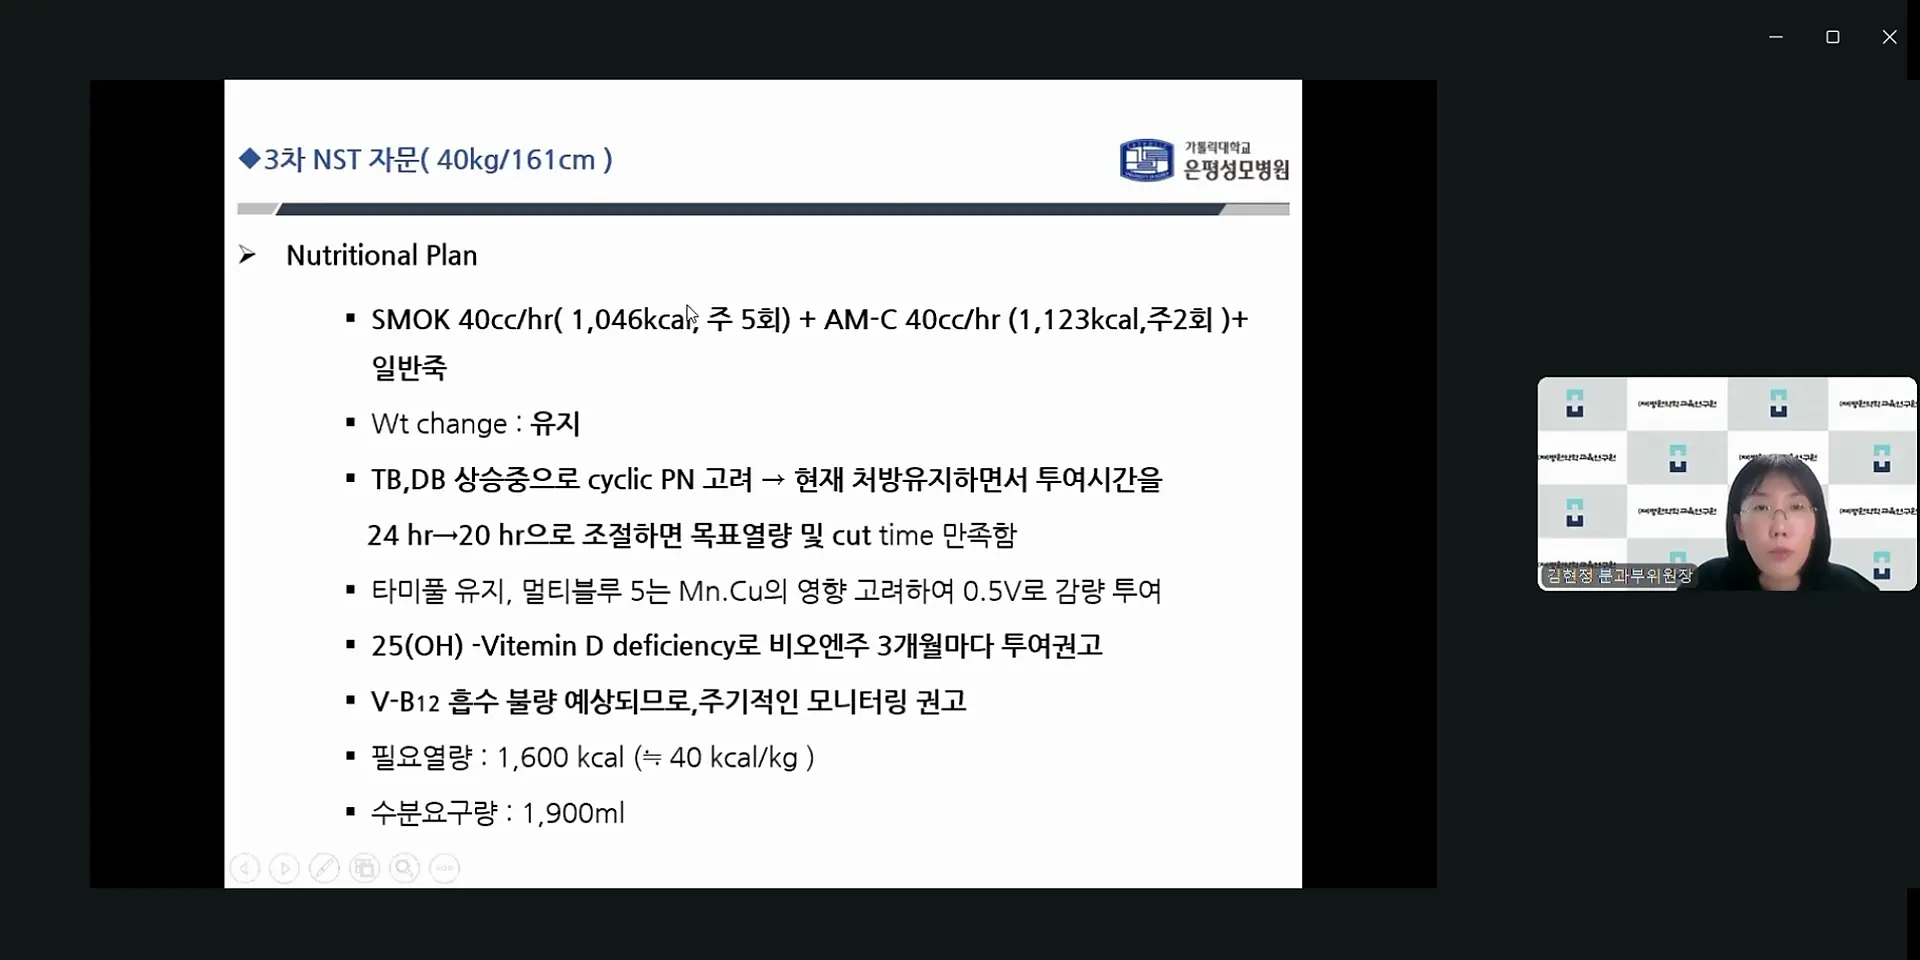 ◆3차 NST 자문( 40kg/161cm )
가톨릭대학교
은평성모병원
➢ Nutritional Plan
▪ SMOK 40cc/hr( 1,046kcal, 주 5회) + AM-C 40cc/hr (1,123kcal,주2회 )+
일반죽
▪ Wt change : 유지
▪ TB,DB 상승중으로 cyclic PN 고려 → 현재 처방유지하면서 투여시간을
24 hr→20 hr으로 조절하면 목표열량 및 cut time 만족함
▪ 타미풀 유지, 멀티블루 5는 Mn.Cu의 영향 고려하여 0.5V로 감량 투여
▪ 25(OH) -Vitemin D deficiency로 비오엔주 3개월마다 투여권고
▪ V-B12 흡수 불량 예상되므로,주기적인 모니터링 권고
▪ 필요열량 : 1,600 kcal (≒ 40 kcal/kg )
▪ 수분요구량 : 1,900ml
(재)병원약학교육연구원
김현정 분과부위원장